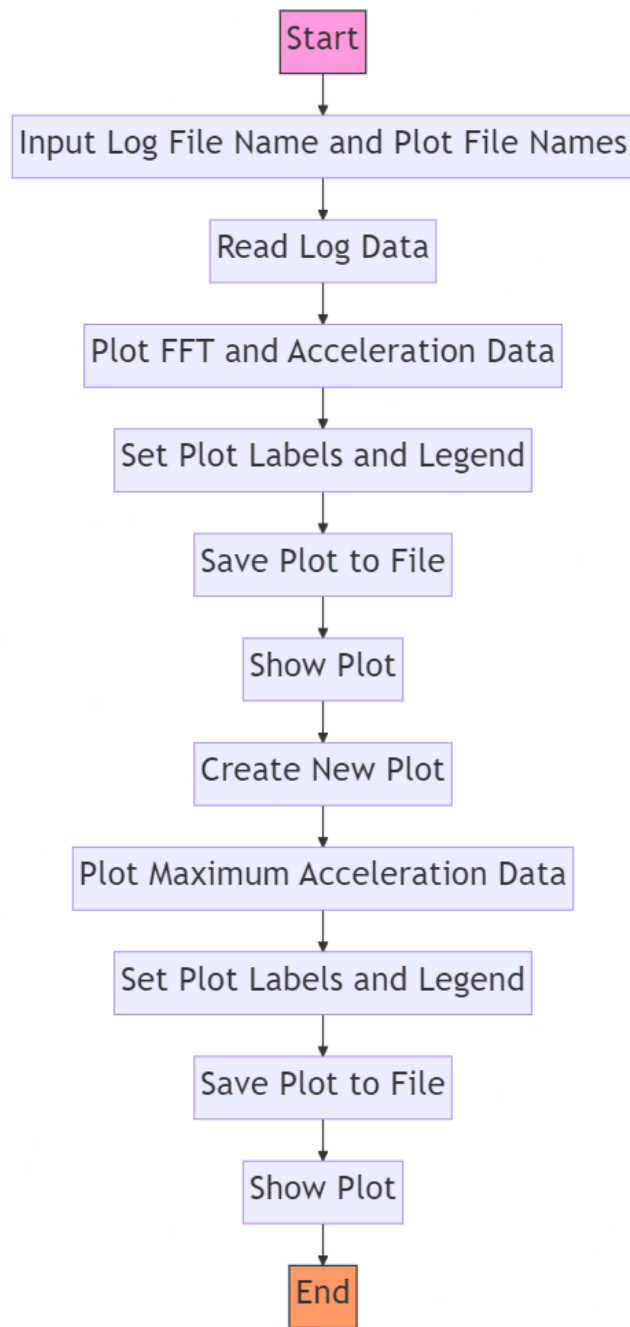 Start
Input Log File Name and Plot File Names
Read Log Data
Plot FFT and Acceleration Data
Set Plot Labels and Legend
Save Plot to File
Show Plot
Create New Plot
Plot Maximum Acceleration Data
Set Plot Labels and Legend
Save Plot to File
Show Plot
End